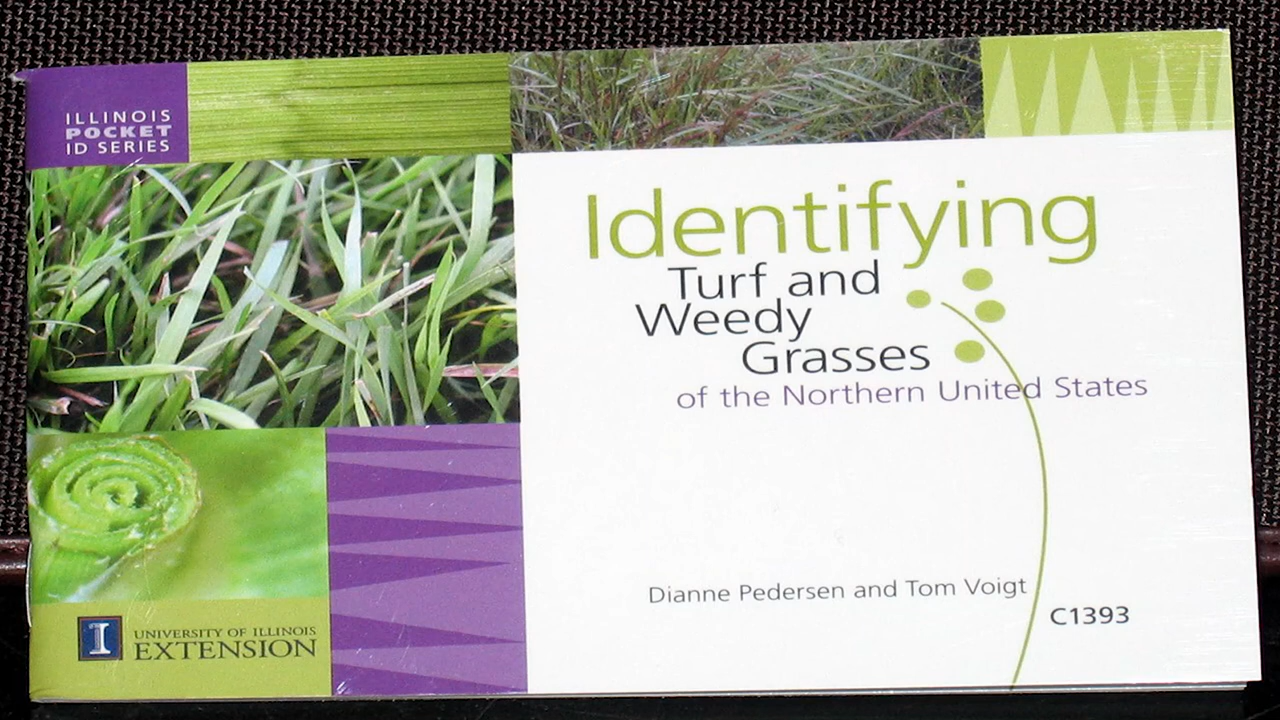 ILLINOIS
POCKET
ID SERIES
Identifying
Turf and
Weedy
Grasses
of the Northern United States
Dianne Pedersen and Tom Voigt
C1393
I
UNIVERSITY OF ILLINOIS
EXTENSION